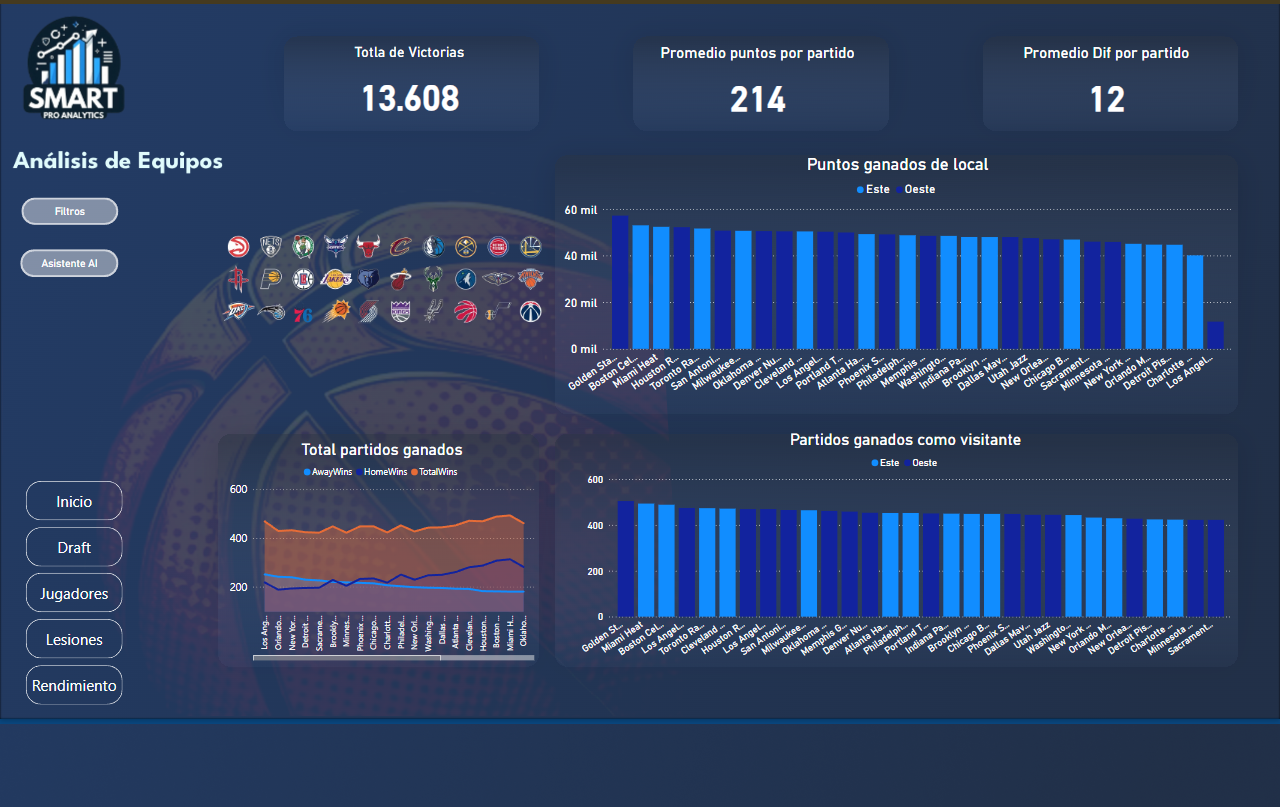 SMART
PRO ANALYTICS
Totla de Victorias
13.608
Promedio puntos por partido
214
Promedio Dif por partido
12
Análisis de Equipos
Filtros
Asistente AI
Puntos ganados de local
Este Oeste
60 mil
40 mil
20 mil
0 mil
Golden Sta...
Boston Cel...
Miami Heat
Houston R...
Toronto Ra...
San Antoni...
Milwaukee...
Oklahoma ...
Denver Nu...
Cleveland ...
Los Angel...
Portland T...
Atlanta Ha...
Phoenix S...
Philadelph...
Memphis ...
Washingto...
Indiana Pa...
Brooklyn ...
Dallas Mav...
Utah Jazz
New Orlea...
Chicago B...
Sacrament...
Minnesota ...
New York ...
Orlando M...
Detroit Pis...
Charlotte ...
Los Angel...
Total partidos ganados
AwayWins HomeWins TotalWins
600
400
200
Los Ang...
Orlando...
New Yor...
Detroit ...
Sacrame...
Brookly...
Minnes...
Phoenix ...
Chicago...
Charlott...
Philadel...
New Orl...
Washing...
Dallas ...
Atlanta ...
Clevelan...
Houston...
Boston ...
Miami H...
Oklaho...
Partidos ganados como visitante
Este Oeste
600
400
200
0
Golden St...
Miami Heat
Boston Cel...
Los Angel...
Toronto Ra...
Cleveland ...
Houston R...
Los Angel...
San Antoni...
Milwaukee...
Oklahoma ...
Memphis G...
Denver Nu...
Atlanta Ha...
Philadelph...
Portland T...
Indiana Pa...
Brooklyn ...
Chicago B...
Phoenix S...
Dallas Mav...
Utah Jazz
Washingto...
New York ...
Orlando M...
New Orlea...
Detroit Pis...
Charlotte ...
Minnesota ...
Sacrament...
Inicio
Draft
Jugadores
Lesiones
Rendimiento